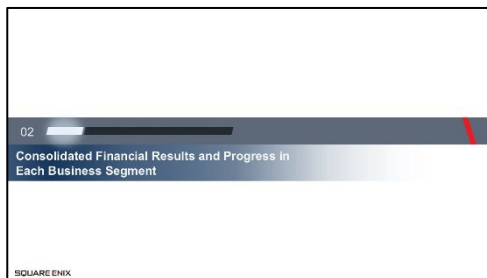 02
Consolidated Financial Results and Progress in
Each Business Segment
SQUARE ENIX